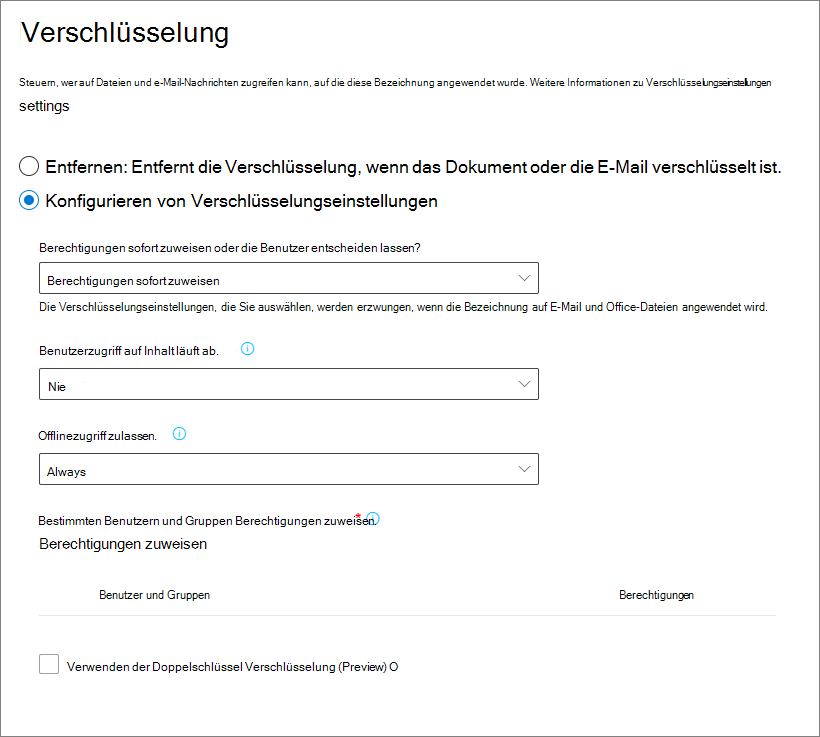 Verschlüsselung
Steuern, wer auf Dateien und e-Mail-Nachrichten zugreifen kann, auf die diese Bezeichnung angewendet wurde. Weitere Informationen zu Verschlüsselungseinstellungen
settings
Entfernen: Entfernt die Verschlüsselung, wenn das Dokument oder die E-Mail verschlüsselt ist.
Konfigurieren von Verschlüsselungseinstellungen
Berechtigungen sofort zuweisen oder die Benutzer entscheiden lassen?
Berechtigungen sofort zuweisen
Die Verschlüsselungseinstellungen, die Sie auswählen, werden erzwungen, wenn die Bezeichnung auf E-Mail und Office-Dateien angewendet wird.
Benutzerzugriff auf Inhalt läuft ab.
Nie
Offlinezugriff zulassen.
Always
Bestimmten Benutzern und Gruppen Berechtigungen zuweisen.*
Berechtigungen zuweisen
Benutzer und Gruppen Berechtigungen
Verwenden der Doppelschlüssel Verschlüsselung (Preview) O